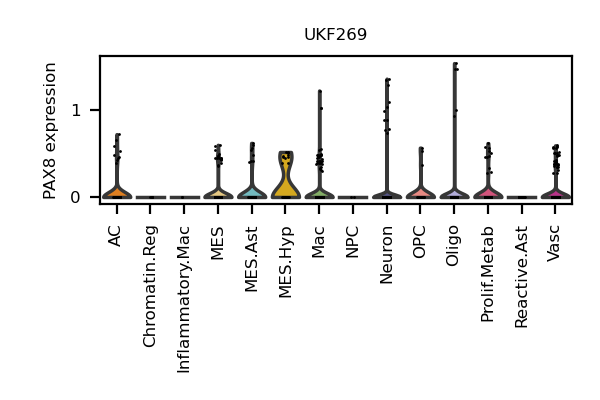 UKF269
PAX8 expression
1
0
AC
Chromatin.Reg
Inflammatory.Mac
MES
MES.Ast
MES.Hyp
Mac
NPC
Neuron
OPC
Oligo
Prolif.Metab
Reactive.Ast
Vasc